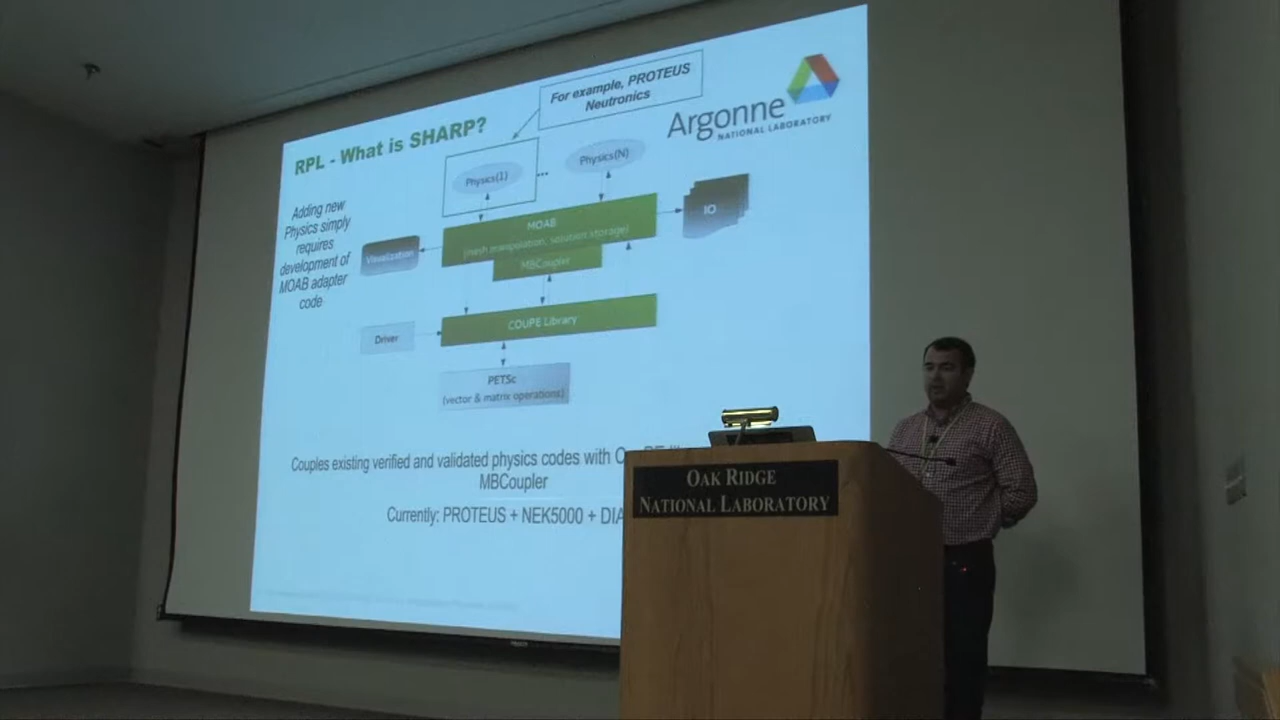 For example, PROTEUS
Neutronics
Argonne
NATIONAL LABORATORY
RPL - What is SHARP?
Physics(1)
...
Physics(N)
Adding new
Physics simply
requires
development of
MOAB adapter
code
IO
MOAB
(mesh manipulation, solution storage)
Visualization
MBCoupler
COUPE Library
Driver
PETSc
(vector & matrix operations)
Couples existing verified and validated physics codes with
MBCoupler
Currently: PROTEUS + NEK5000 +
OAK RIDGE
NATIONAL LABORATORY